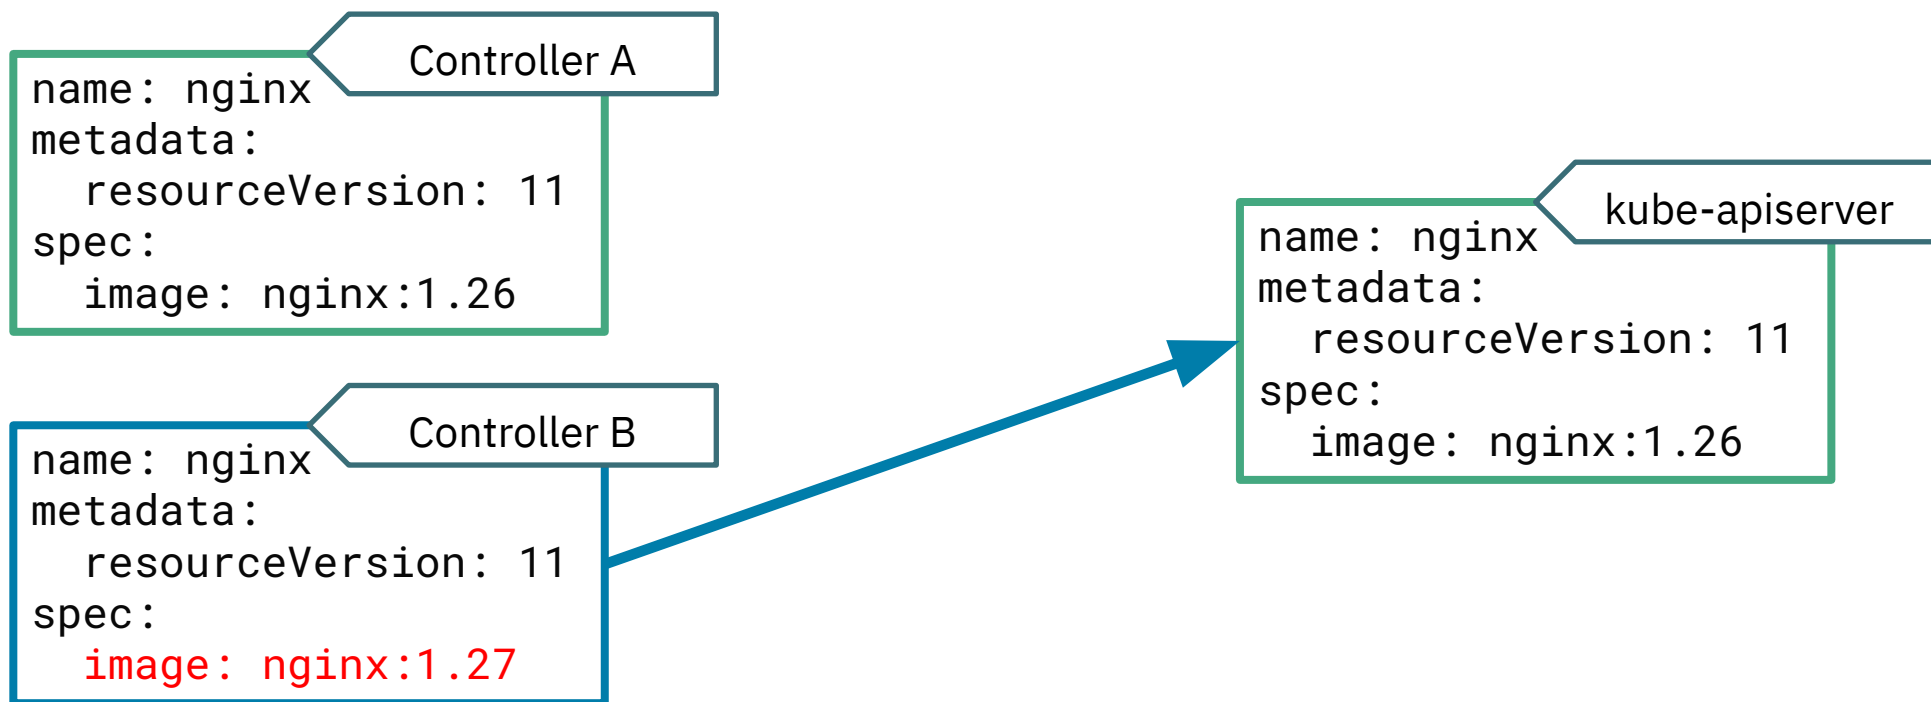 Controller A
name: nginx
metadata:
  resourceVersion: 11
spec:
  image: nginx:1.26
Controller B
name: nginx
metadata:
  resourceVersion: 11
spec:
  image: nginx:1.27
kube-apiserver
name: nginx
metadata:
  resourceVersion: 11
spec:
  image: nginx:1.26